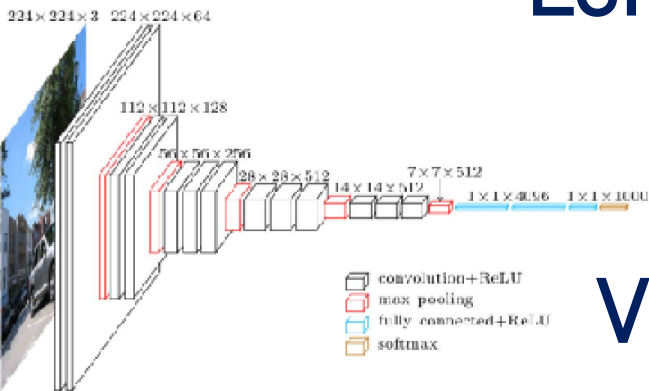 224×224×3 224×224×64
112×112×128
56×56×256
28×28×512
14×14×512
7×7×512
1×1×4096 1×1×1000
convolution+ReLU
max pooling
fully connected+ReLU
softmax
V